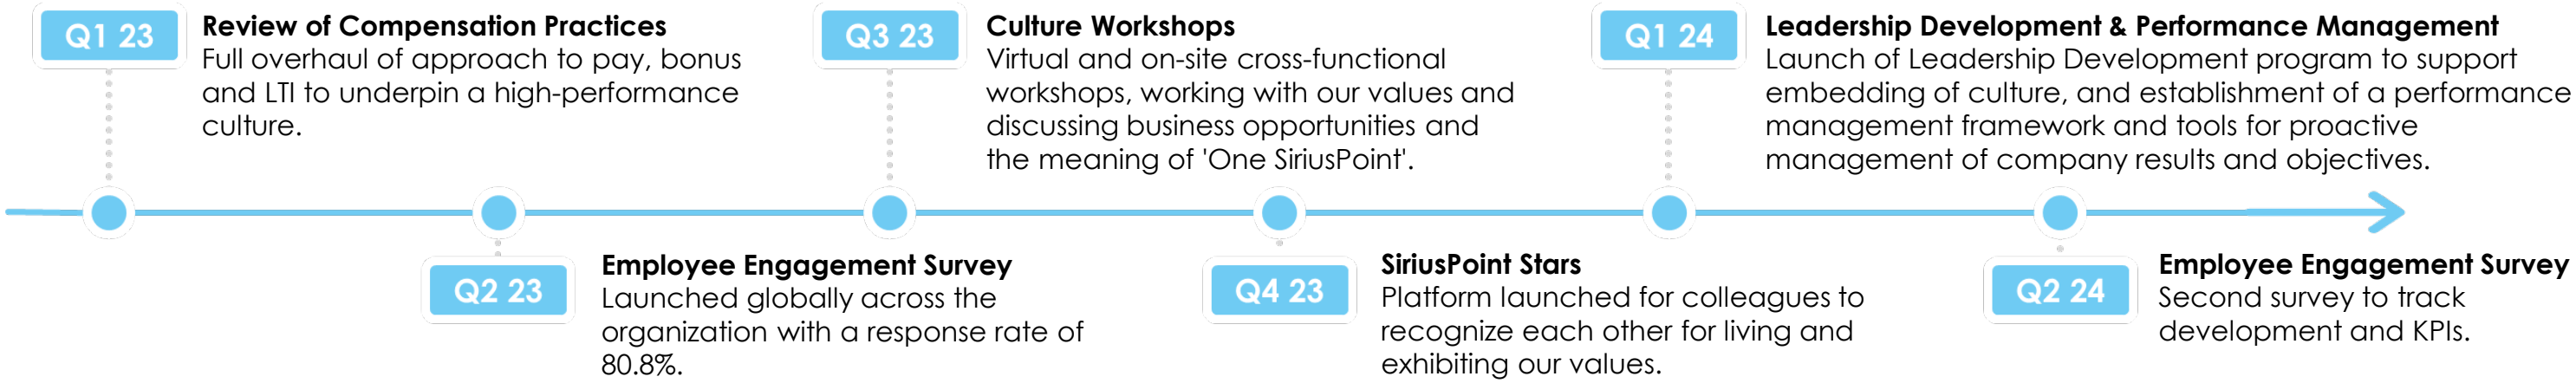 Q1 23
Review of Compensation Practices
Full overhaul of approach to pay, bonus
and LTI to underpin a high-performance
culture.
Q2 23
Employee Engagement Survey
Launched globally across the
organization with a response rate of
80.8%.
Q3 23
Culture Workshops
Virtual and on-site cross-functional
workshops, working with our values and
discussing business opportunities and
the meaning of 'One SiriusPoint'.
Q4 23
SiriusPoint Stars
Platform launched for colleagues to
recognize each other for living and
exhibiting our values.
Q1 24
Leadership Development & Performance Management
Launch of Leadership Development program to support
embedding of culture, and establishment of a performance
management framework and tools for proactive
management of company results and objectives.
Q2 24
Employee Engagement Survey
Second survey to track
development and KPIs.